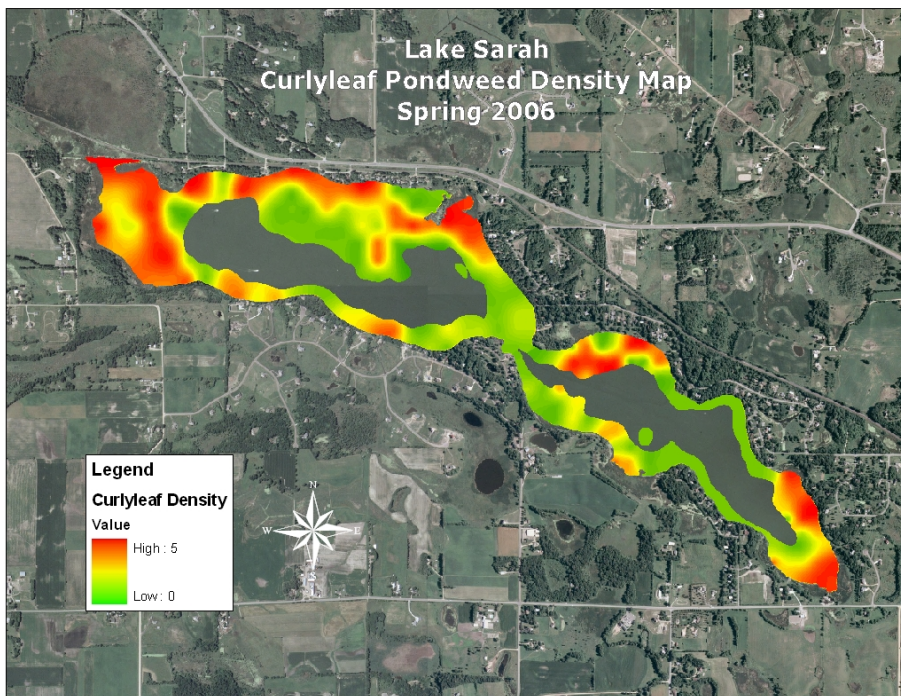 Lake Sarah
Curlyleaf Pondweed Density Map
Spring 2006
Legend
Curlyleaf Density
Value
High : 5
Low : 0
N
W
E
S